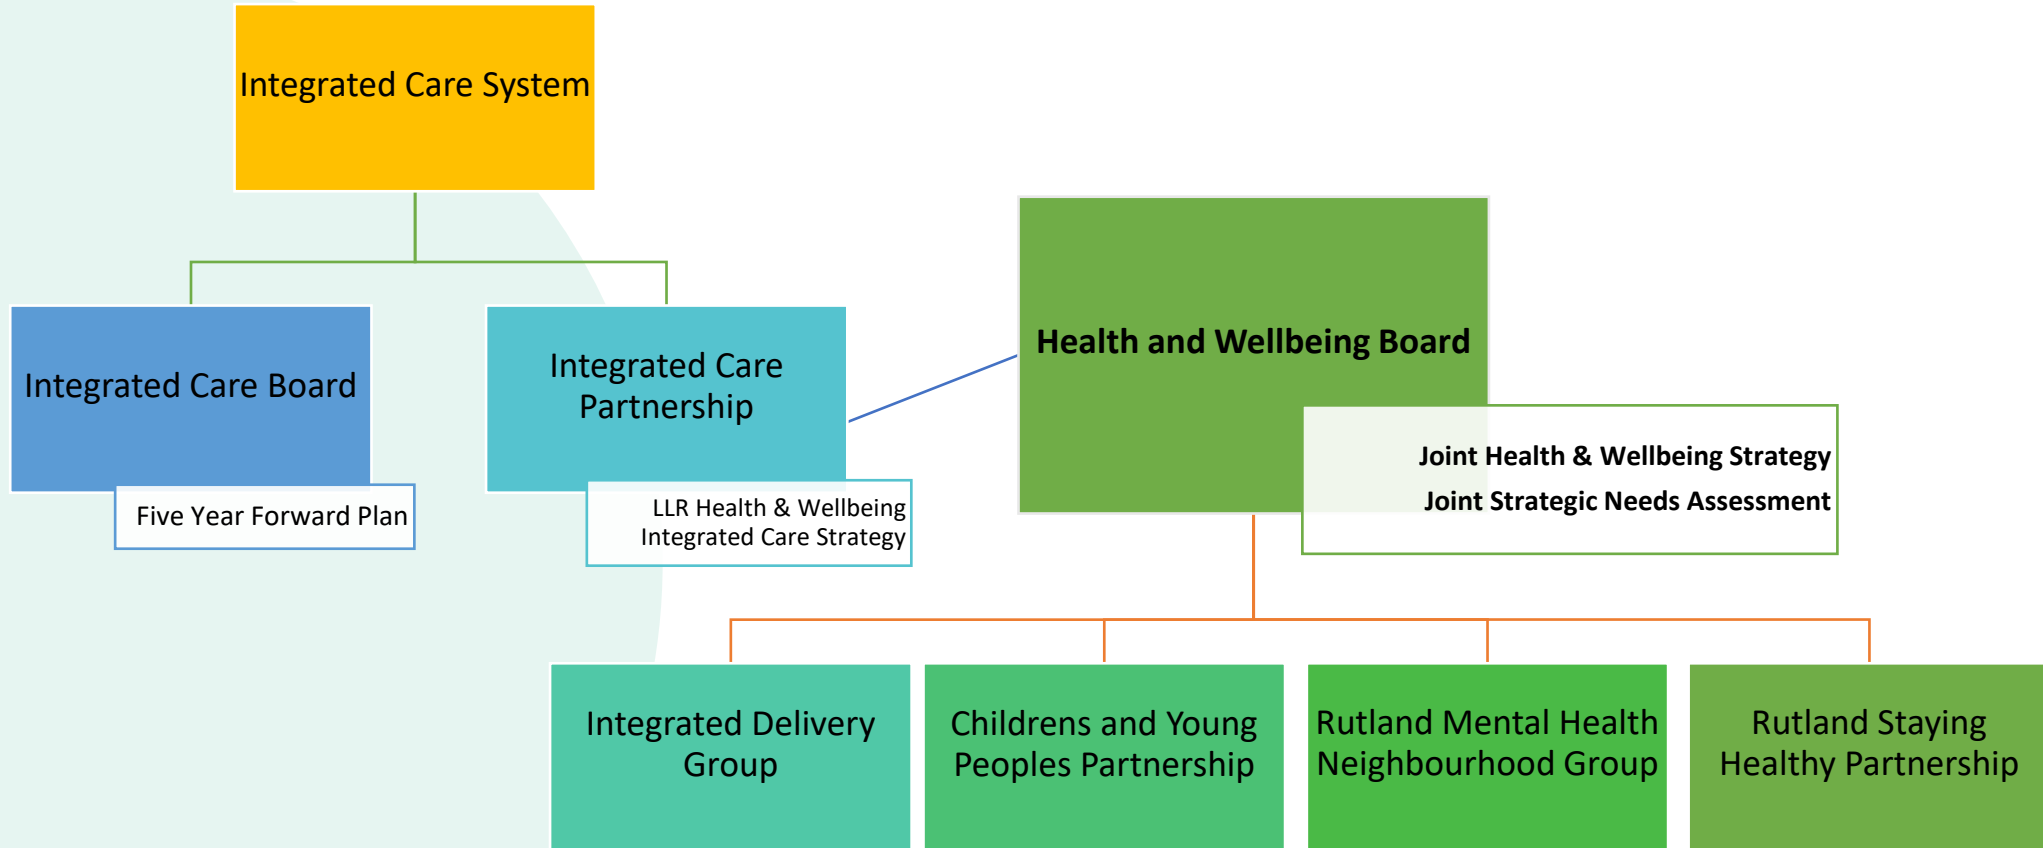 Integrated Care System
Integrated Care Board
Five Year Forward Plan
Integrated Care
Partnership
LLR Health & Wellbeing
Integrated Care Strategy
Health and Wellbeing Board
Joint Health & Wellbeing Strategy
Joint Strategic Needs Assessment
Integrated Delivery
Group
Childrens and Young
Peoples Partnership
Rutland Mental Health
Neighbourhood Group
Rutland Staying
Healthy Partnership